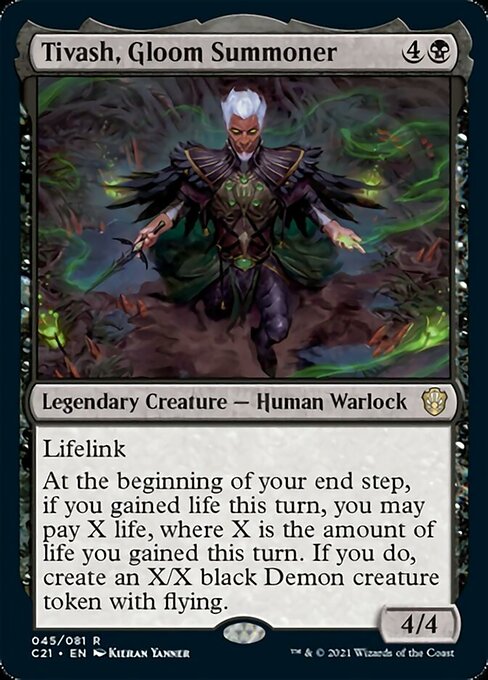 Tivash, Gloom Summoner 4
Legendary Creature — Human Warlock
Lifelink
At the beginning of your end step,
if you gained life this turn, you may
pay X life, where X is the amount of
life you gained this turn. If you do,
create an X/X black Demon creature
token with flying.
4/4
045/081 R
C21 • EN Kieran Yanner
™ & © 2021 Wizards of the Coast